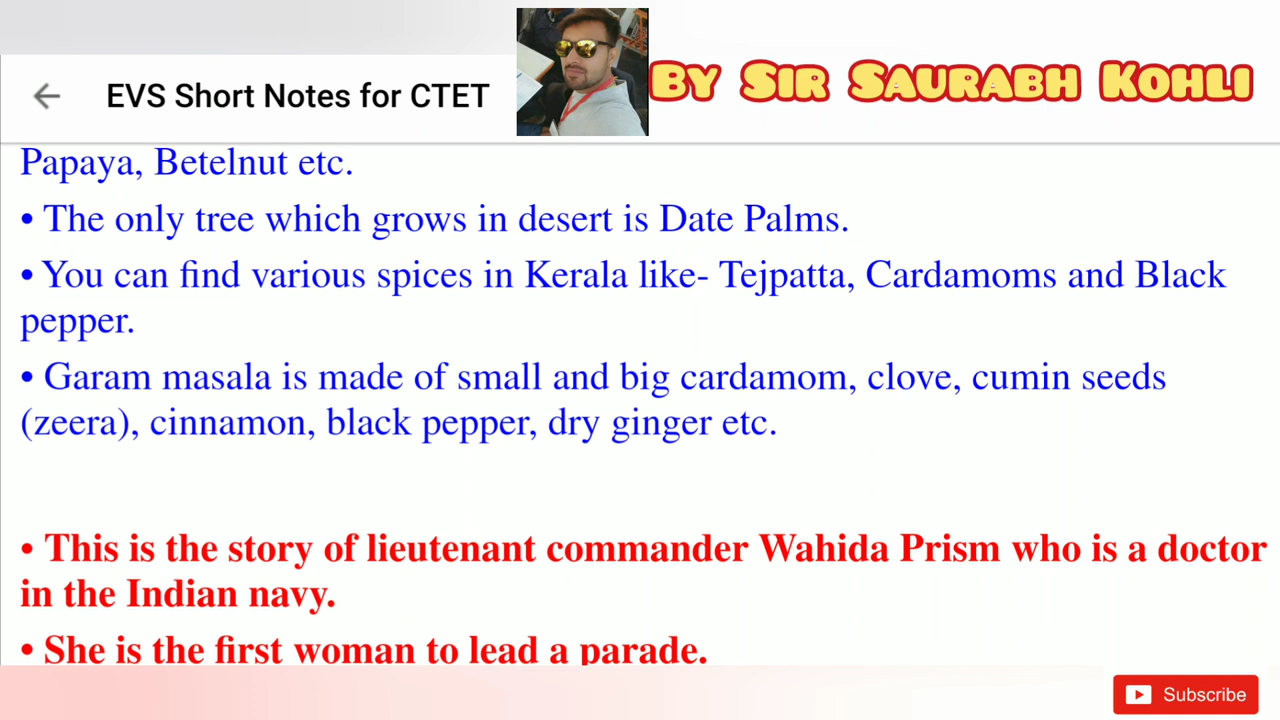 EVS Short Notes for CTET
By Sir Saurabh Kohli
Papaya, Betelnut etc.
• The only tree which grows in desert is Date Palms.
• You can find various spices in Kerala like- Tejpatta, Cardamoms and Black
pepper.
• Garam masala is made of small and big cardamom, clove, cumin seeds
(zeera), cinnamon, black pepper, dry ginger etc.
• This is the story of lieutenant commander Wahida Prism who is a doctor
in the Indian navy.
• She is the first woman to lead a parade.
Subscribe